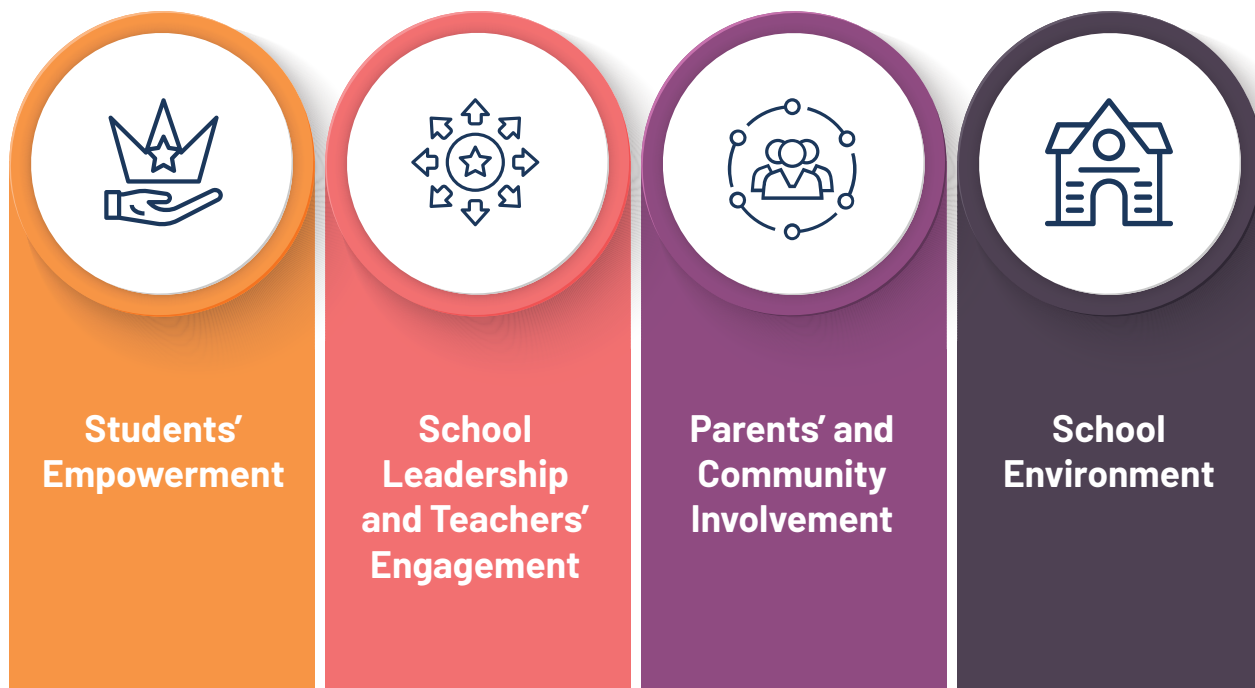 Students’
Empowerment
School
Leadership
and Teachers’
Engagement
Parents’ and
Community
Involvement
School
Environment